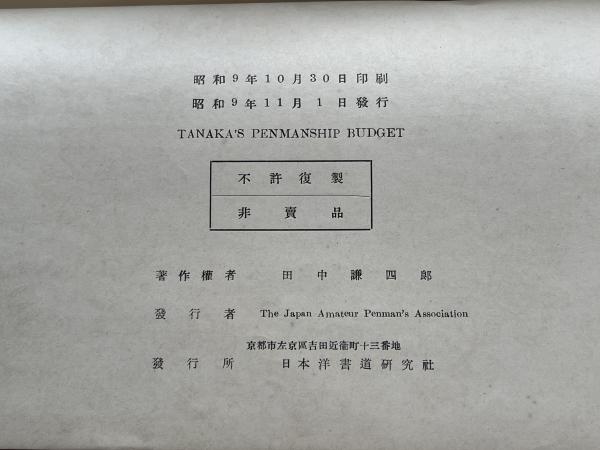 昭和9年10月30日印刷
昭和9年11月1日發行
TANAKA'S PENMANSHIP BUDGET
不許復製
非賣品
著作權者 田中謙四郎
發行者 The Japan Amateur Penman's Association
京都市左京區吉田近衞町十三番地
發行所 日本洋書道研究社